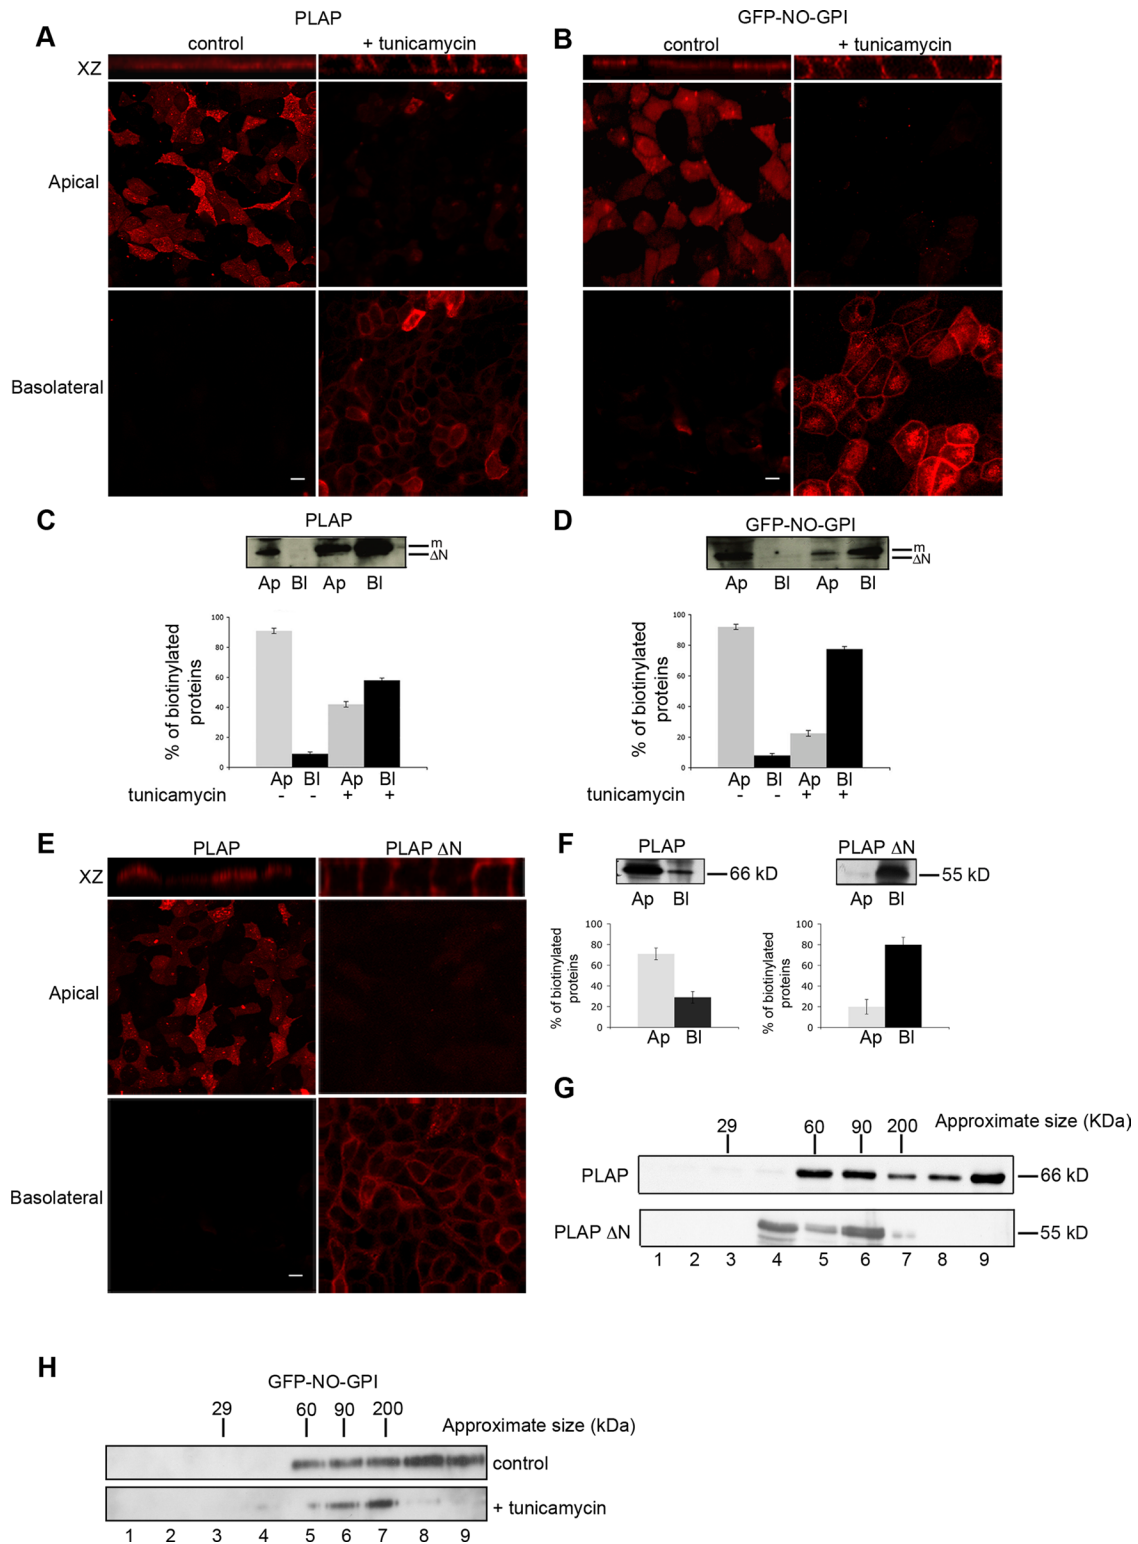 A
PLAP
control
+ tunicamycin
XZ
Apical
Basolateral
B
GFP-NO-GPI
control
+ tunicamycin
C
PLAP
m
ΔN
Ap Bl Ap Bl
% of biotinylated proteins
100
80
60
40
20
0
Ap Bl Ap Bl
tunicamycin - - + +
D
GFP-NO-GPI
m
ΔN
Ap Bl Ap Bl
% of biotinylated proteins
100
80
60
40
20
0
Ap Bl Ap Bl
tunicamycin - - + +
E
PLAP
PLAP ΔN
XZ
Apical
Basolateral
F
PLAP
66 kD
Ap Bl
% of biotinylated proteins
100
80
60
40
20
0
Ap Bl
PLAP ΔN
55 kD
Ap Bl
% of biotinylated proteins
100
80
60
40
20
0
Ap Bl
G
29 60 90 200 Approximate size (KDa)
PLAP 66 kD
PLAP ΔN 55 kD
1 2 3 4 5 6 7 8 9
H
GFP-NO-GPI
29 60 90 200 Approximate size (kDa)
control
+ tunicamycin
1 2 3 4 5 6 7 8 9